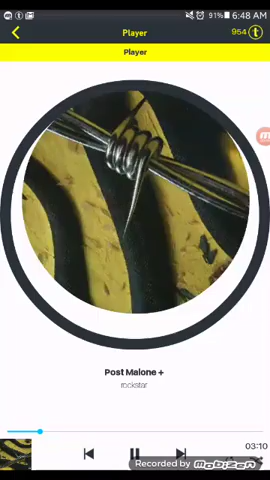 91% 6:48 AM
Player
954
Player
Post Malone +
rockstar
03:10
Recorded by
mobizen